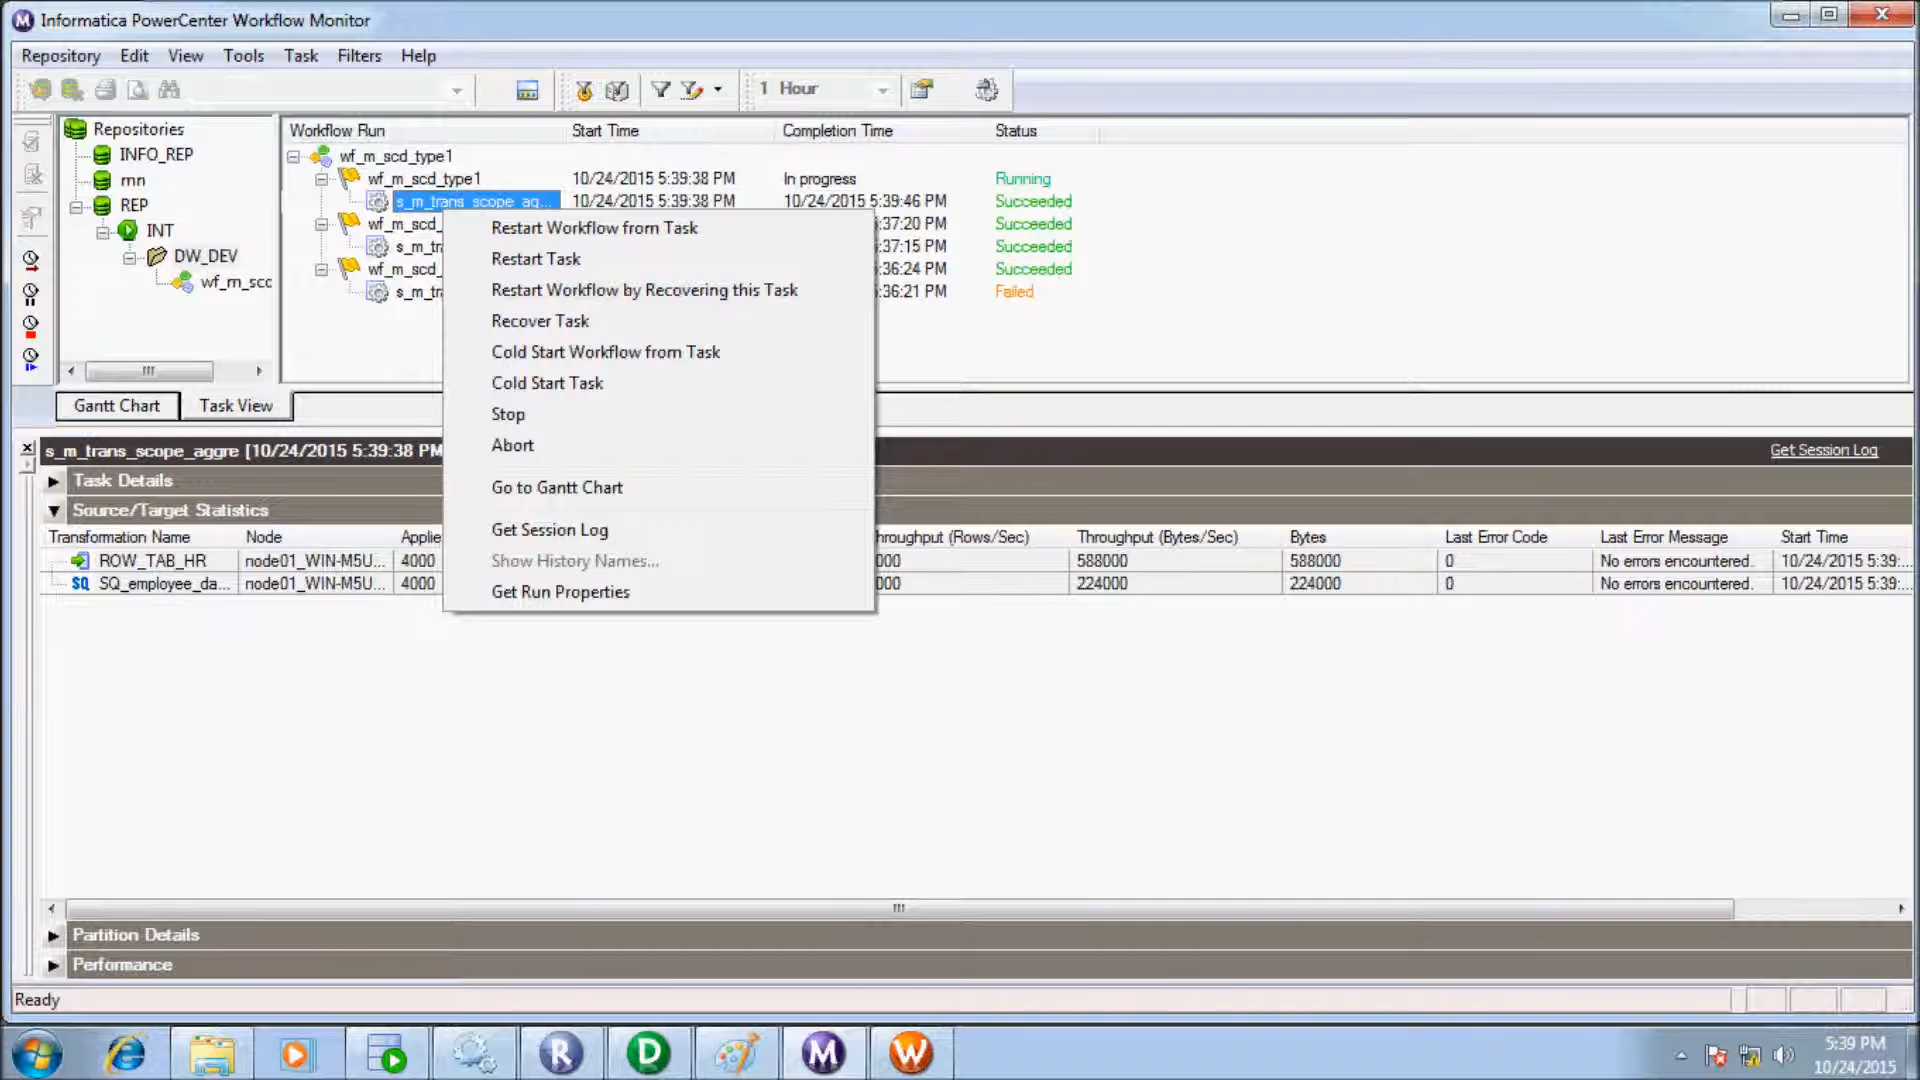 Informatica PowerCenter Workflow Monitor
Repository Edit View Tools Task Filters Help
1 Hour
Repositories
INFO_REP
rnn
REP
INT
DW_DEV
wf_m_scd
Workflow Run Start Time Completion Time Status
wf_m_scd_type1
wf_m_scd_type1 10/24/2015 5:39:38 PM In progress Running
s_m_trans_scope_ag... 10/24/2015 5:39:38 PM 10/24/2015 5:39:46 PM Succeeded
wf_m_scd_ :37:20 PM Succeeded
s_m_tra :37:15 PM Succeeded
wf_m_scd_ 5:36:24 PM Succeeded
s_m_tra 5:36:21 PM Failed
Restart Workflow from Task
Restart Task
Restart Workflow by Recovering this Task
Recover Task
Cold Start Workflow from Task
Cold Start Task
Stop
Abort
Go to Gantt Chart
Get Session Log
Show History Names...
Get Run Properties
Gantt Chart Task View
s_m_trans_scope_aggre [10/24/2015 5:39:38 PM Get Session Log
Task Details
Source/Target Statistics
Transformation Name Node Applie hroughput (Rows/Sec) Throughput (Bytes/Sec) Bytes Last Error Code Last Error Message Start Time
ROW_TAB_HR node01_WIN-M5U... 4000 000 588000 588000 0 No errors encountered. 10/24/2015 5:39:...
SQ SQ_employee_da... node01_WIN-M5U... 4000 000 224000 224000 0 No errors encountered. 10/24/2015 5:39:...
Partition Details
Performance
Ready
R D M W
5:39 PM
10/24/2015